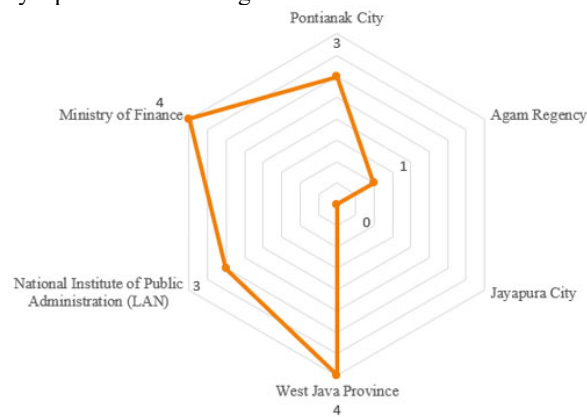 Pontianak City
3
4
Ministry of Finance
Agam Regency
1
0
National Institute of Public
Administration (LAN)
3
Jayapura City
West Java Province
4